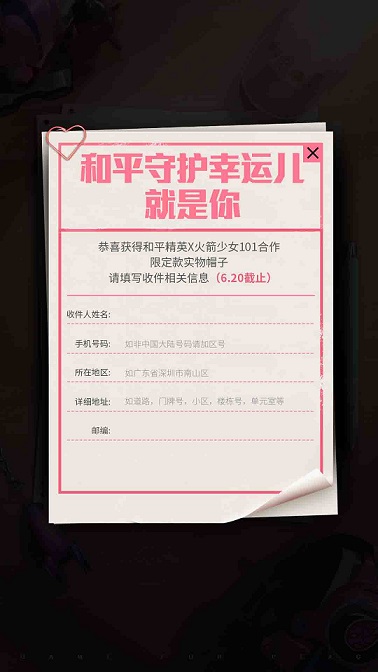 和平守护幸运儿
就是你
恭喜获得和平精英X火箭少女101合作
限定款实物帽子
请填写收件相关信息（6.20截止）
收件人姓名:
手机号码: 如非中国大陆号码请加区号
所在地区: 如广东省深圳市南山区
详细地址: 如道路，门牌号，小区，楼栋号，单元室等
邮编: